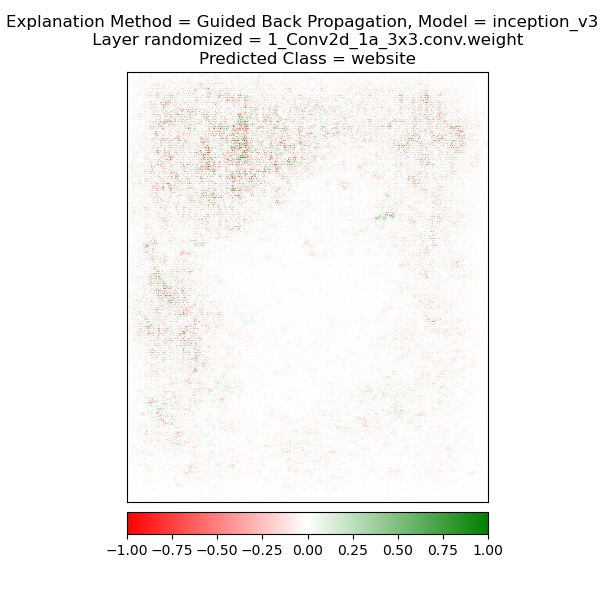 Explanation Method = Guided Back Propagation, Model = inception_v3
Layer randomized = 1_Conv2d_1a_3x3.conv.weight
Predicted Class = website
−1.00 −0.75 −0.50 −0.25 0.00 0.25 0.50 0.75 1.00